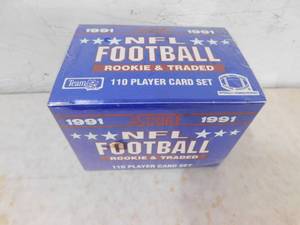 1991 1991
NFL
FOOTBALL
ROOKIE & TRADED
110 PLAYER CARD SET
Team
1991 SCORE 1991
NFL
FOOTBALL
ROOKIE & TRADED
110 PLAYER CARD SET